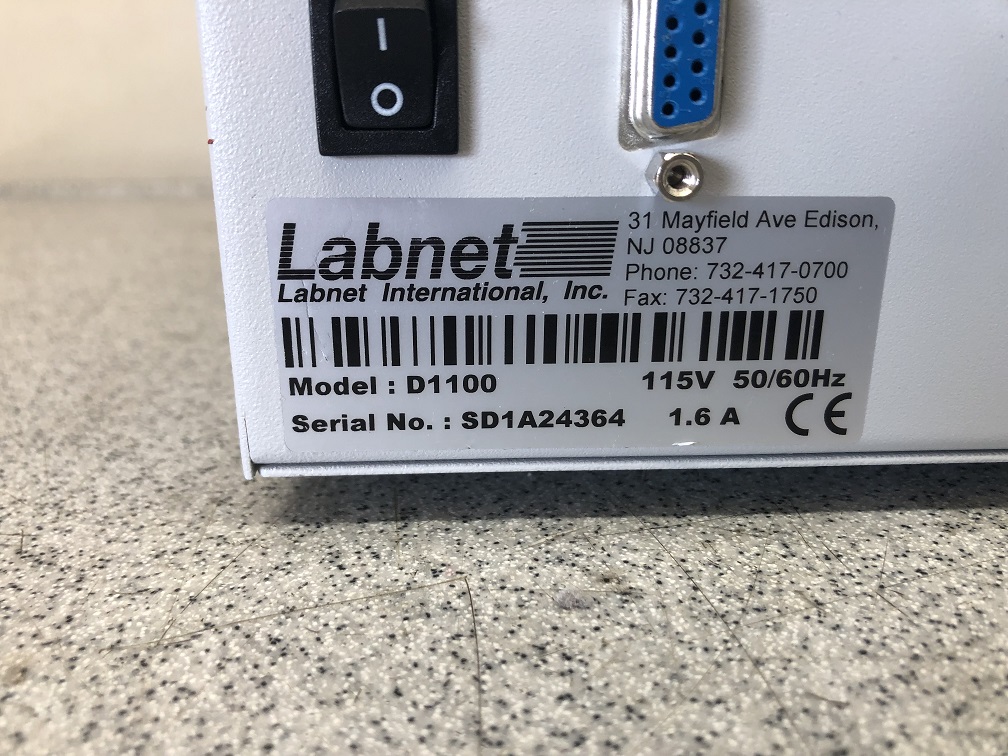 I
O
Labnet
Labnet International, Inc.
31 Mayfield Ave Edison,
NJ 08837
Phone: 732-417-0700
Fax: 732-417-1750
Model : D1100
115V 50/60Hz
Serial No. : SD1A24364
1.6 A
CE